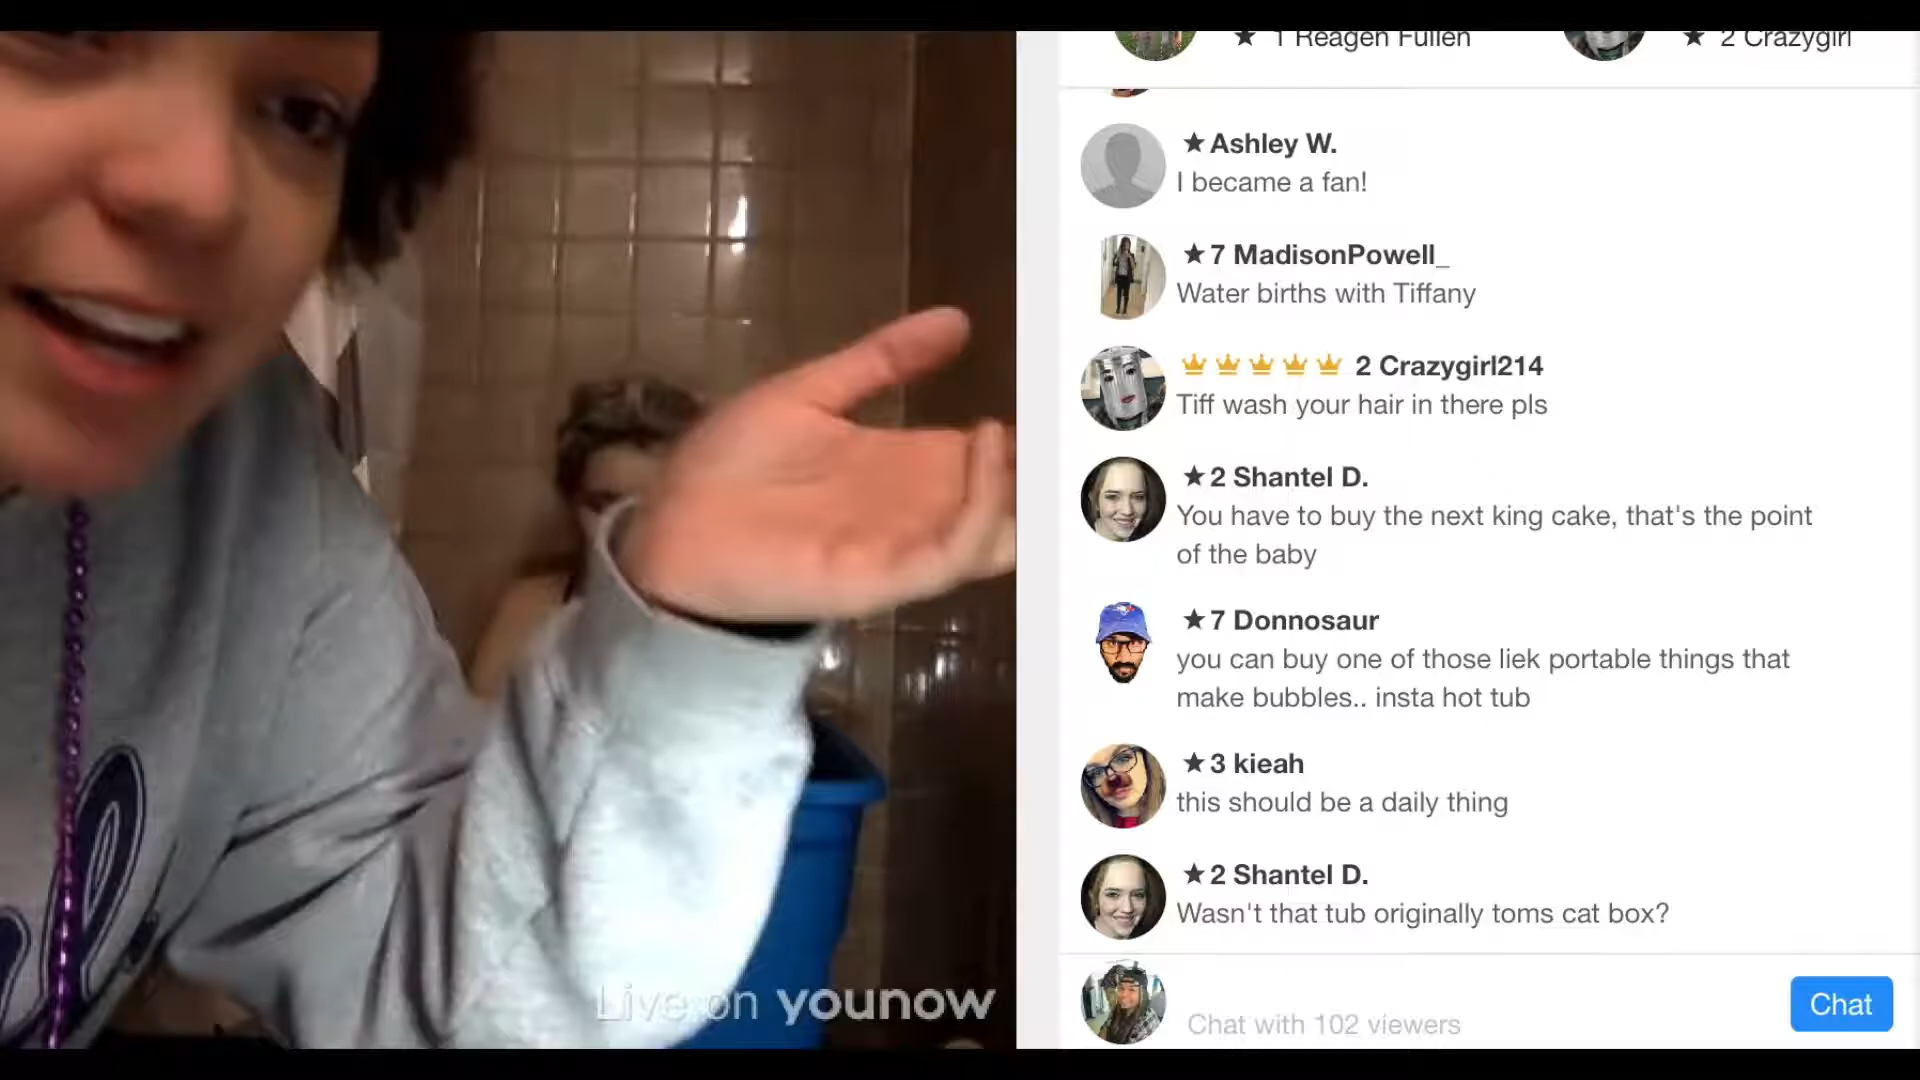 ★ 1 Reagen Fullen
★ 2 Crazygirl
★ Ashley W.
I became a fan!
★ 7 MadisonPowell_
Water births with Tiffany
2 Crazygirl214
Tiff wash your hair in there pls
★ 2 Shantel D.
You have to buy the next king cake, that's the point
of the baby
★ 7 Donnosaur
you can buy one of those liek portable things that
make bubbles.. insta hot tub
★ 3 kieah
this should be a daily thing
★ 2 Shantel D.
Wasn't that tub originally toms cat box?
Chat with 102 viewers
Chat
Live on younow